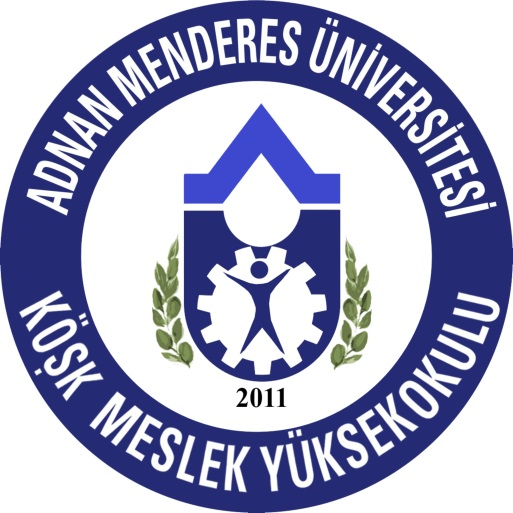 ADNAN MENDERES ÜNİVERSİTESİ
2011
KÖŞK MESLEK YÜKSEKOKULU